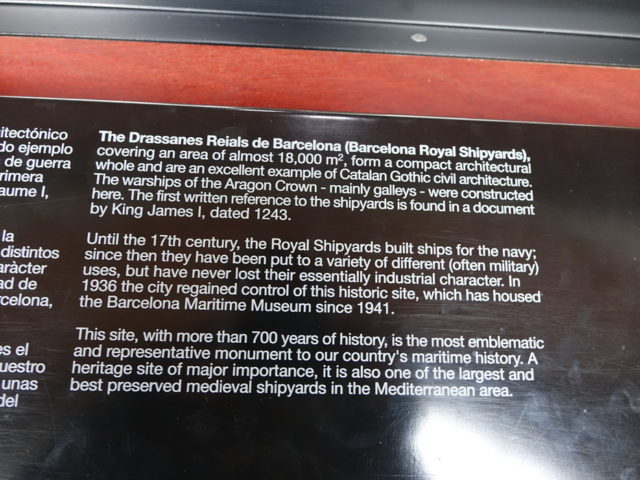 itectónico
do ejemplo
s de guerra
rimera
aume I,
la
distintos
aràcter
ad de
rcelona,
es el
uestro
unas
del
The Drassanes Reials de Barcelona (Barcelona Royal Shipyards),
covering an area of almost 18,000 m², form a compact architectural
whole and are an excellent example of Catalan Gothic civil architecture.
The warships of the Aragon Crown - mainly galleys - were constructed
here. The first written reference to the shipyards is found in a document
by King James I, dated 1243.
Until the 17th century, the Royal Shipyards built ships for the navy;
since then they have been put to a variety of different (often military)
uses, but have never lost their essentially industrial character. In
1936 the city regained control of this historic site, which has housed
the Barcelona Maritime Museum since 1941.
This site, with more than 700 years of history, is the most emblematic
and representative monument to our country's maritime history. A
heritage site of major importance, it is also one of the largest and
best preserved medieval shipyards in the Mediterranean area.